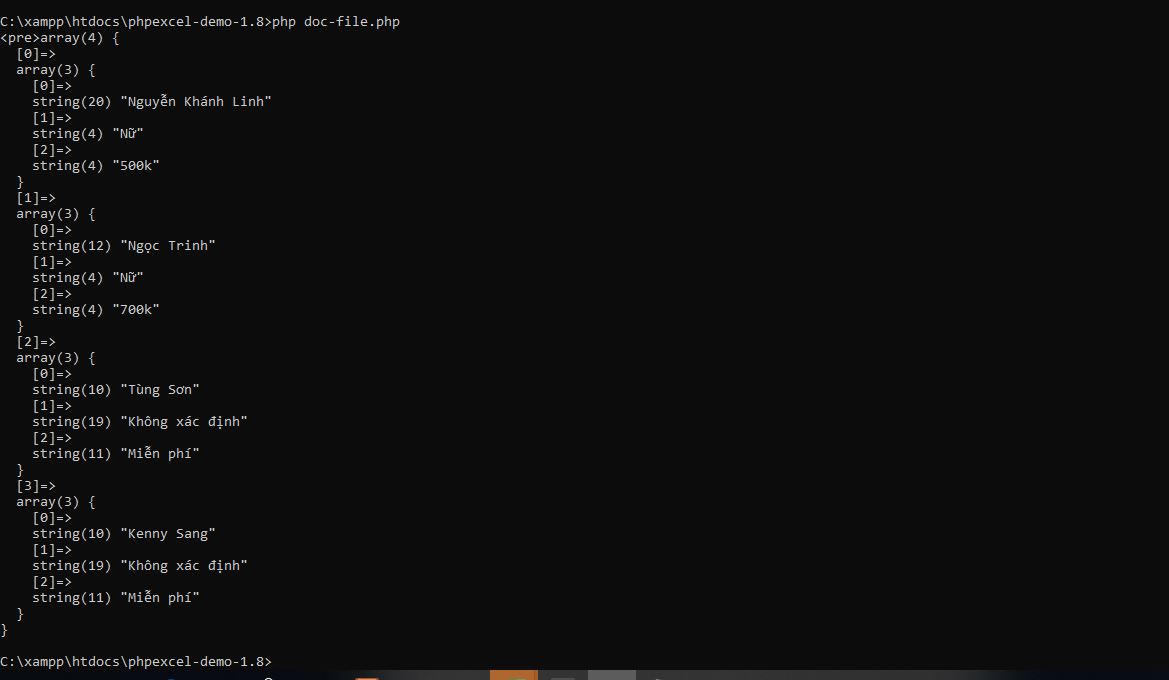 C:\xampp\htdocs\phpexcel-demo-1.8>php doc-file.php
<pre>array(4) {
  [0]=>
  array(3) {
    [0]=>
    string(20) "Nguyễn Khánh Linh"
    [1]=>
    string(4) "Nữ"
    [2]=>
    string(4) "500k"
  }
  [1]=>
  array(3) {
    [0]=>
    string(12) "Ngọc Trinh"
    [1]=>
    string(4) "Nữ"
    [2]=>
    string(4) "700k"
  }
  [2]=>
  array(3) {
    [0]=>
    string(10) "Tùng Sơn"
    [1]=>
    string(19) "Không xác định"
    [2]=>
    string(11) "Miễn phí"
  }
  [3]=>
  array(3) {
    [0]=>
    string(10) "Kenny Sang"
    [1]=>
    string(19) "Không xác định"
    [2]=>
    string(11) "Miễn phí"
  }
}
C:\xampp\htdocs\phpexcel-demo-1.8>